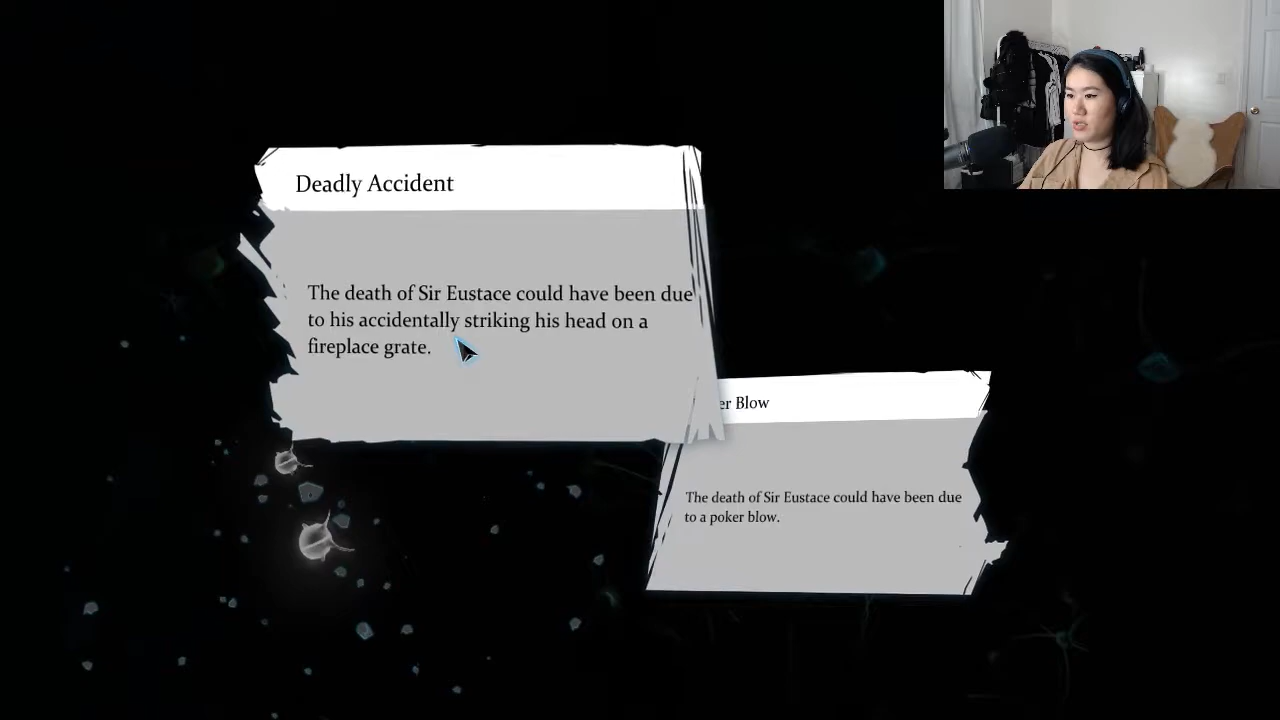 Deadly Accident
The death of Sir Eustace could have been due
to his accidentally striking his head on a
fireplace grate.
er Blow
The death of Sir Eustace could have been due
to a poker blow.